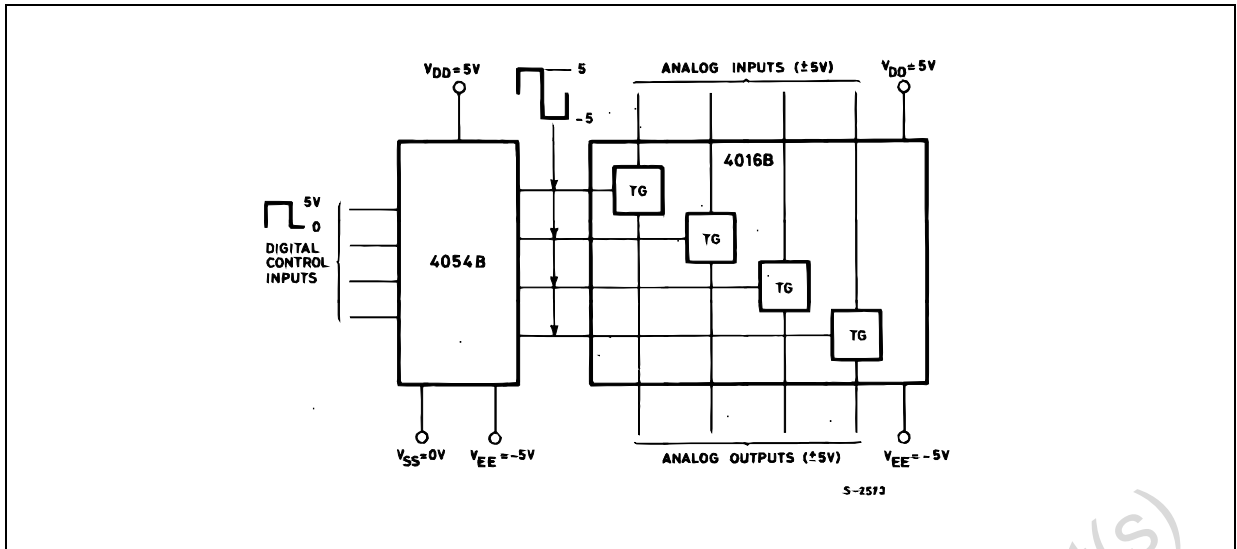 VDD=5V
5
-5
ANALOG INPUTS (±5V)
VDD=5V
4016B
TG
TG
TG
TG
5V
0
DIGITAL
CONTROL
INPUTS
4054B
VSS=0V
VEE=-5V
ANALOG OUTPUTS (±5V)
VEE=-5V
S-2573
t(s)